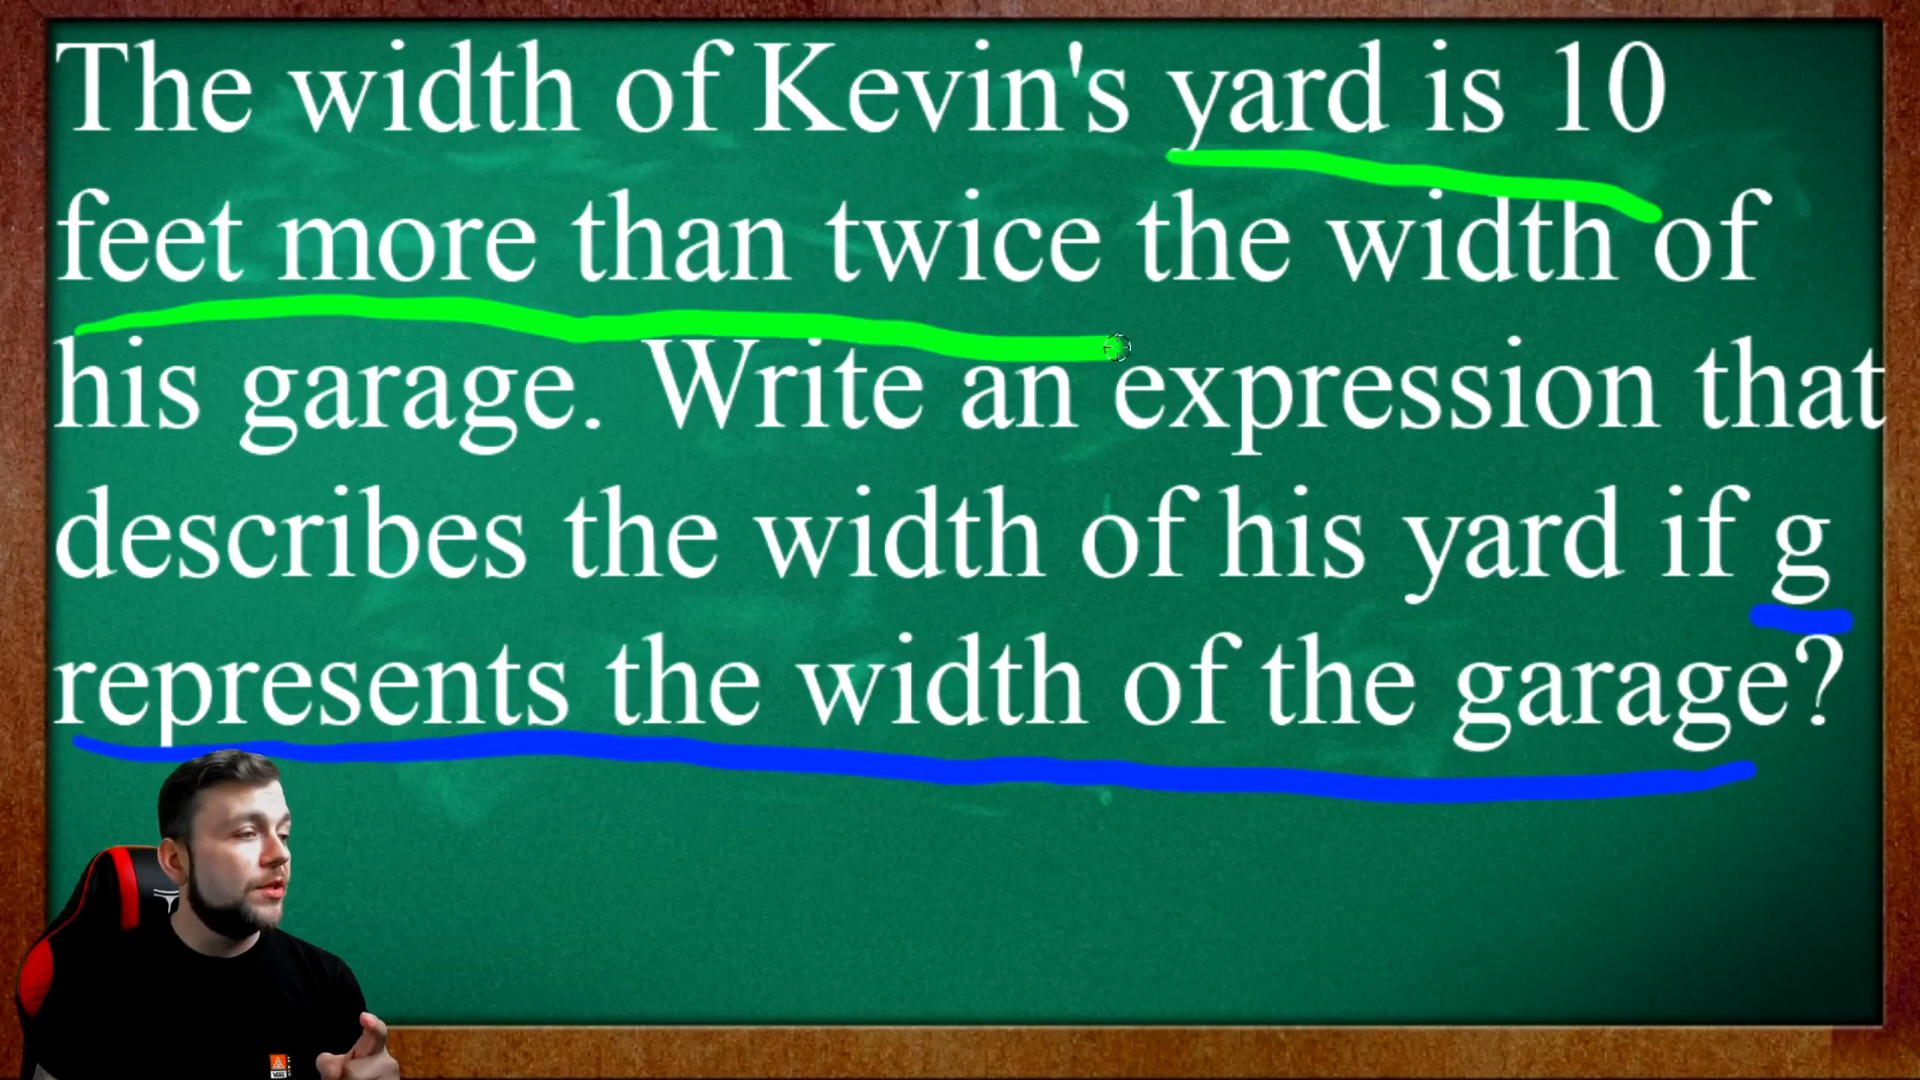 The width of Kevin's yard is 10
feet more than twice the width of
his garage. Write an expression that
describes the width of his yard if g
represents the width of the garage?